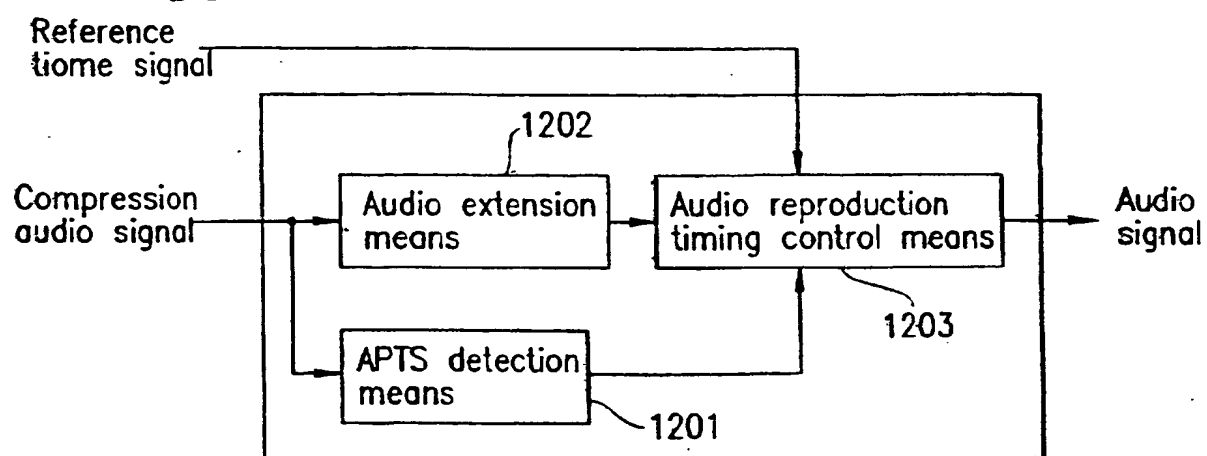 Reference
tiome signal
1202
Compression
audio signal
Audio extension
means
Audio reproduction
timing control means
Audio
signal
1203
APTS detection
means
1201